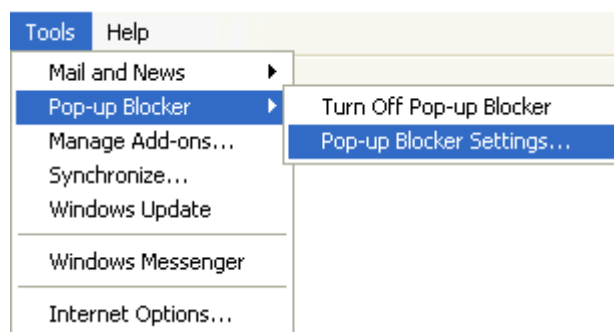 Tools Help
Mail and News
Pop-up Blocker
Turn Off Pop-up Blocker
Manage Add-ons...
Pop-up Blocker Settings...
Synchronize...
Windows Update
Windows Messenger
Internet Options...